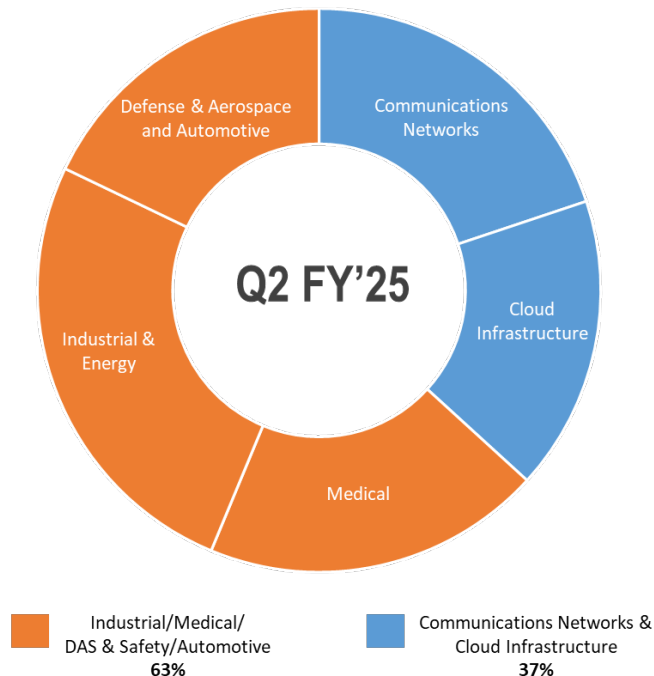 Defense & Aerospace
and Automotive
Communications
Networks
Q2 FY’25
Cloud
Infrastructure
Industrial &
Energy
Medical
Industrial/Medical/
DAS & Safety/Automotive
63%
Communications Networks &
Cloud Infrastructure
37%